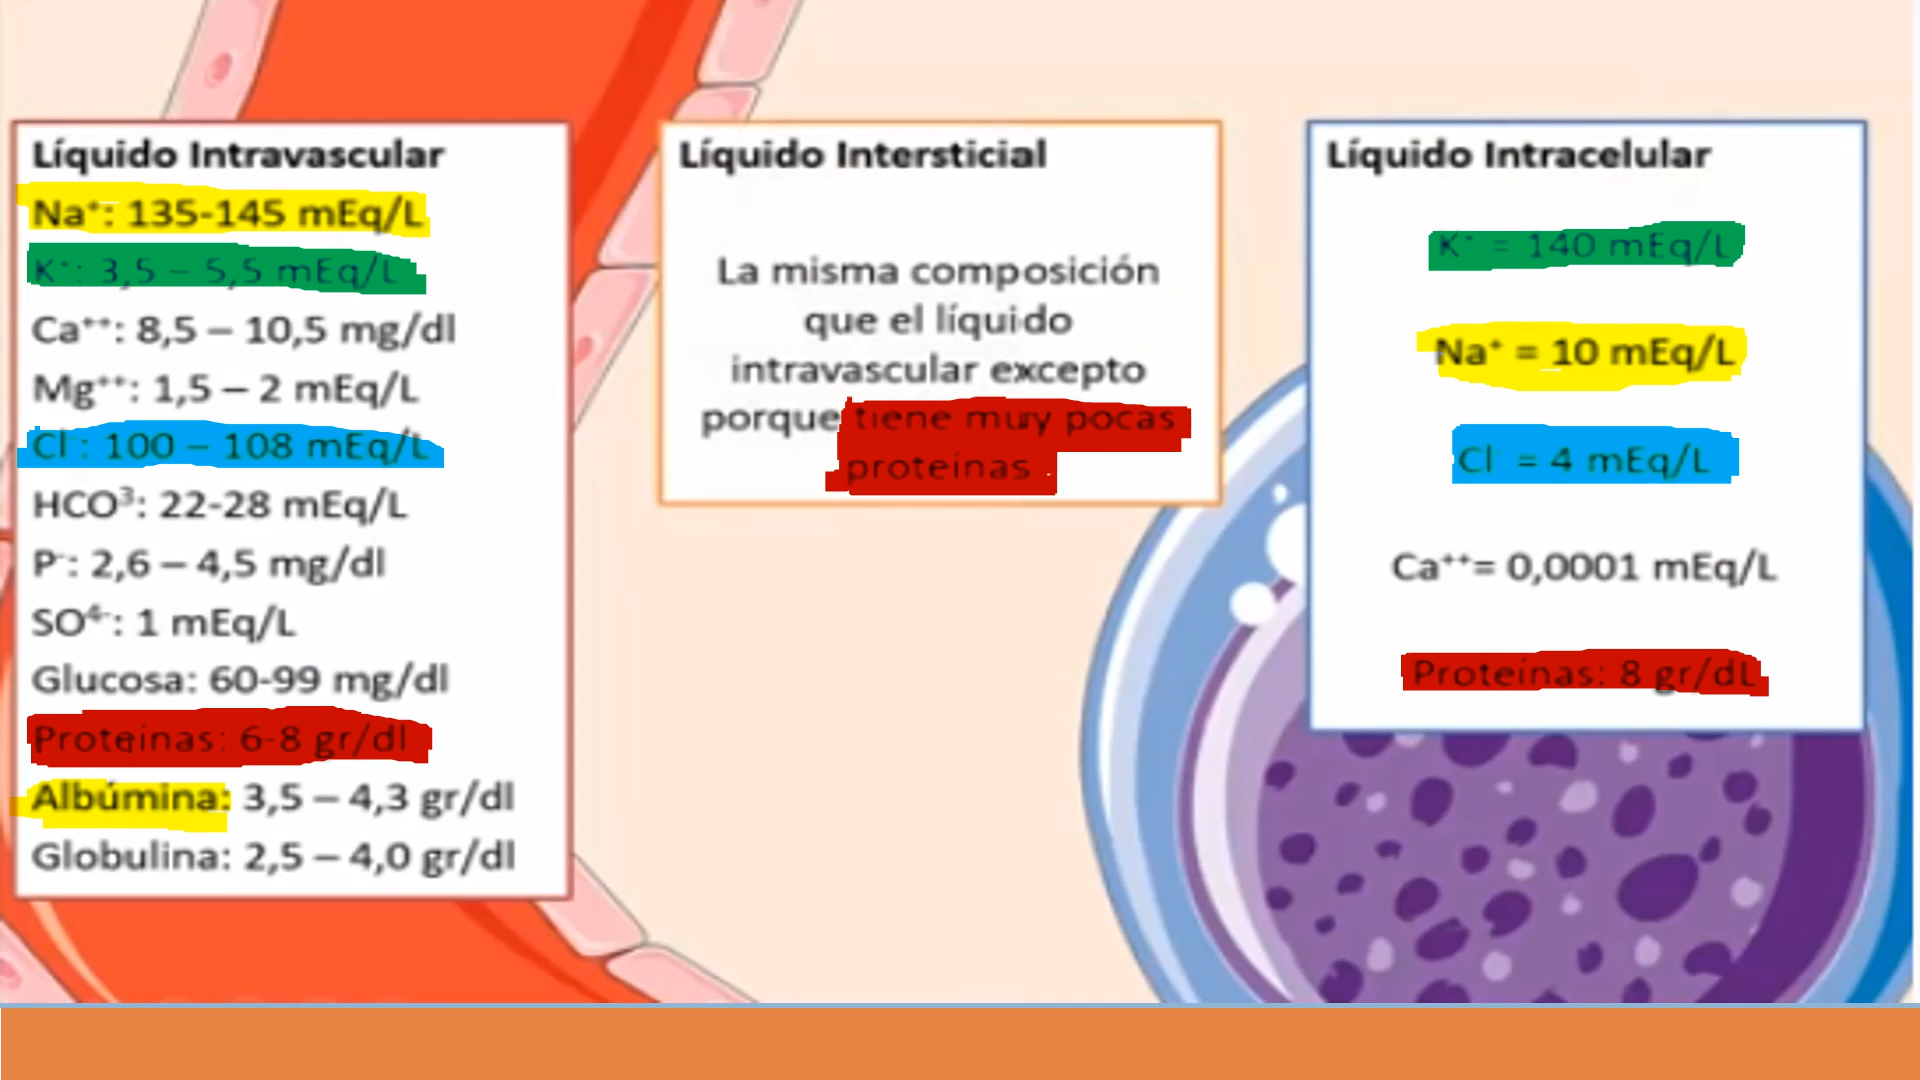 Líquido Intravascular
Na⁺: 135-145 mEq/L
K⁺: 3,5 – 5,5 mEq/L
Ca⁺⁺: 8,5 – 10,5 mg/dl
Mg⁺⁺: 1,5 – 2 mEq/L
Cl⁻: 100 – 108 mEq/L
HCO³: 22-28 mEq/L
P⁻: 2,6 – 4,5 mg/dl
SO⁴⁻: 1 mEq/L
Glucosa: 60-99 mg/dl
Proteínas: 6-8 gr/dl
Albúmina: 3,5 – 4,3 gr/dl
Globulina: 2,5 – 4,0 gr/dl
Líquido Intersticial
La misma composición
que el líquido
intravascular excepto
porque tiene muy pocas
proteínas
Líquido Intracelular
K⁺ = 140 mEq/L
Na⁺ = 10 mEq/L
Cl⁻ = 4 mEq/L
Ca⁺⁺= 0,0001 mEq/L
Proteínas: 8 gr/dL